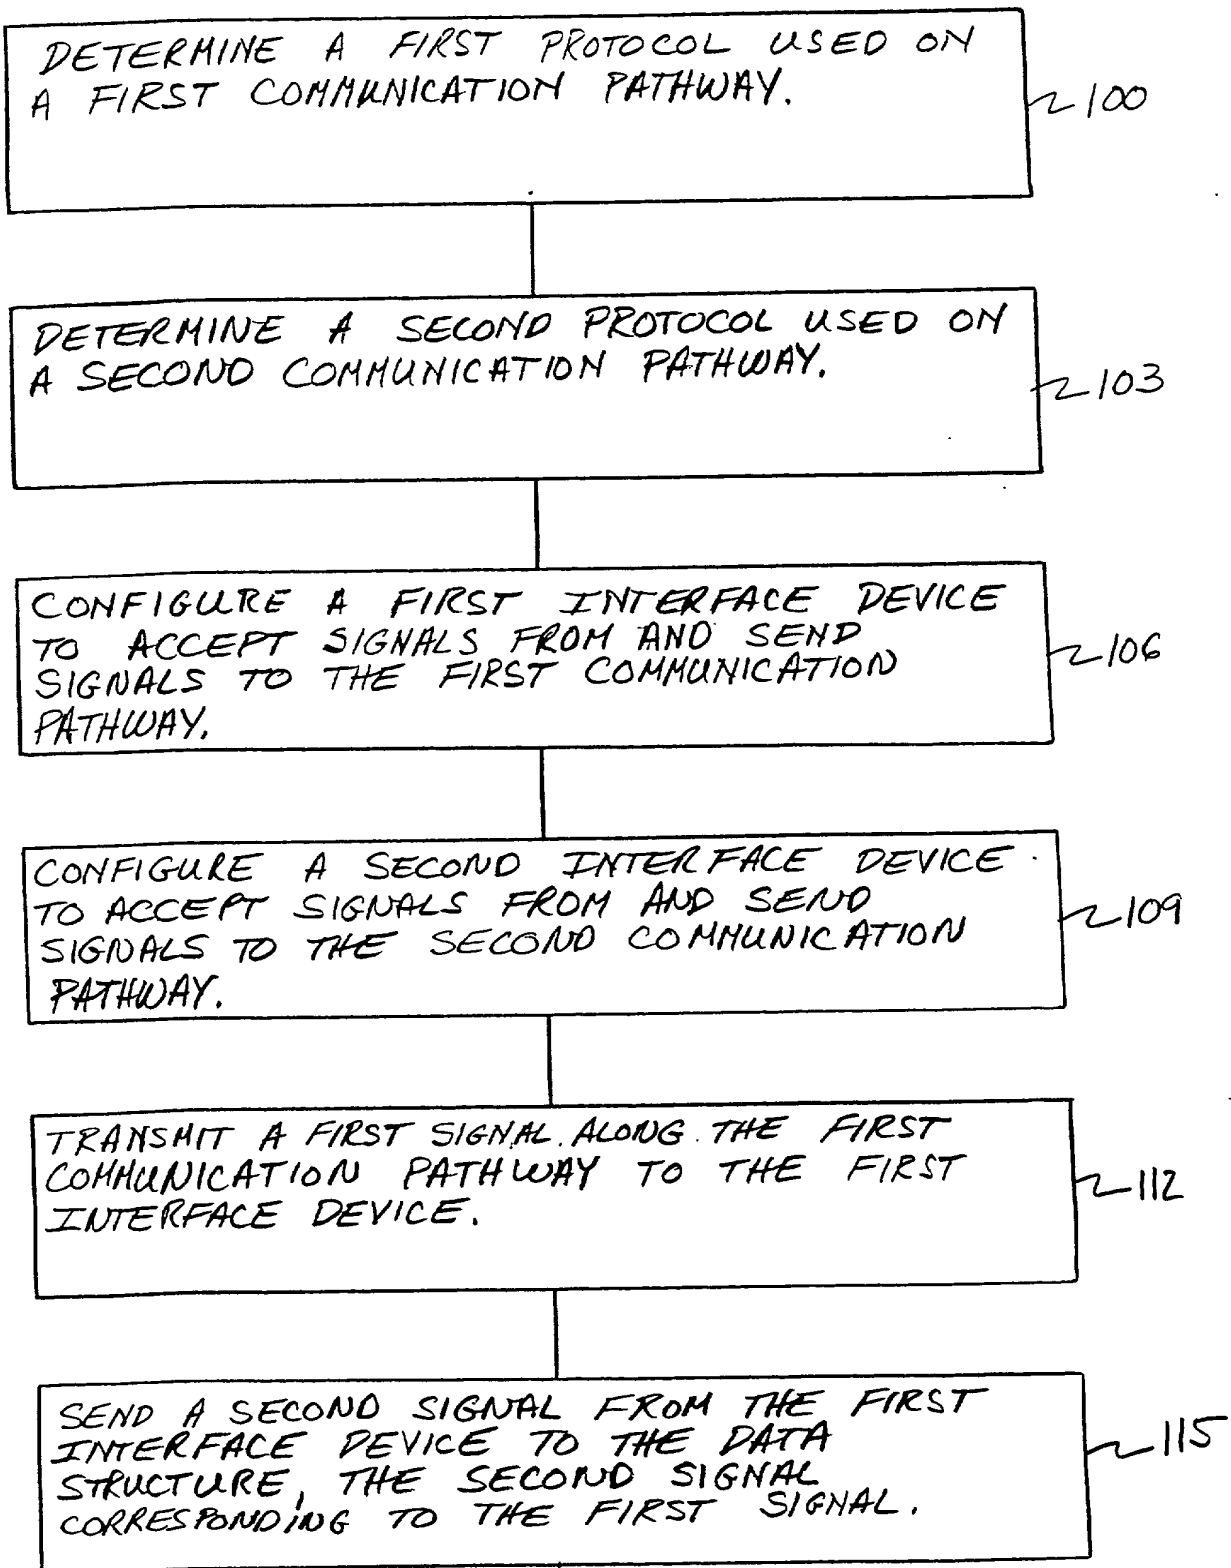 DETERMINE A FIRST PROTOCOL USED ON
A FIRST COMMUNICATION PATHWAY.
100
DETERMINE A SECOND PROTOCOL USED ON
A SECOND COMMUNICATION PATHWAY.
103
CONFIGURE A FIRST INTERFACE DEVICE
TO ACCEPT SIGNALS FROM AND SEND
SIGNALS TO THE FIRST COMMUNICATION
PATHWAY.
106
CONFIGURE A SECOND INTERFACE DEVICE
TO ACCEPT SIGNALS FROM AND SEND
SIGNALS TO THE SECOND COMMUNICATION
PATHWAY.
109
TRANSMIT A FIRST SIGNAL ALONG THE FIRST
COMMUNICATION PATHWAY TO THE FIRST
INTERFACE DEVICE.
112
SEND A SECOND SIGNAL FROM THE FIRST
INTERFACE DEVICE TO THE DATA
STRUCTURE, THE SECOND SIGNAL
CORRESPONDING TO THE FIRST SIGNAL.
115